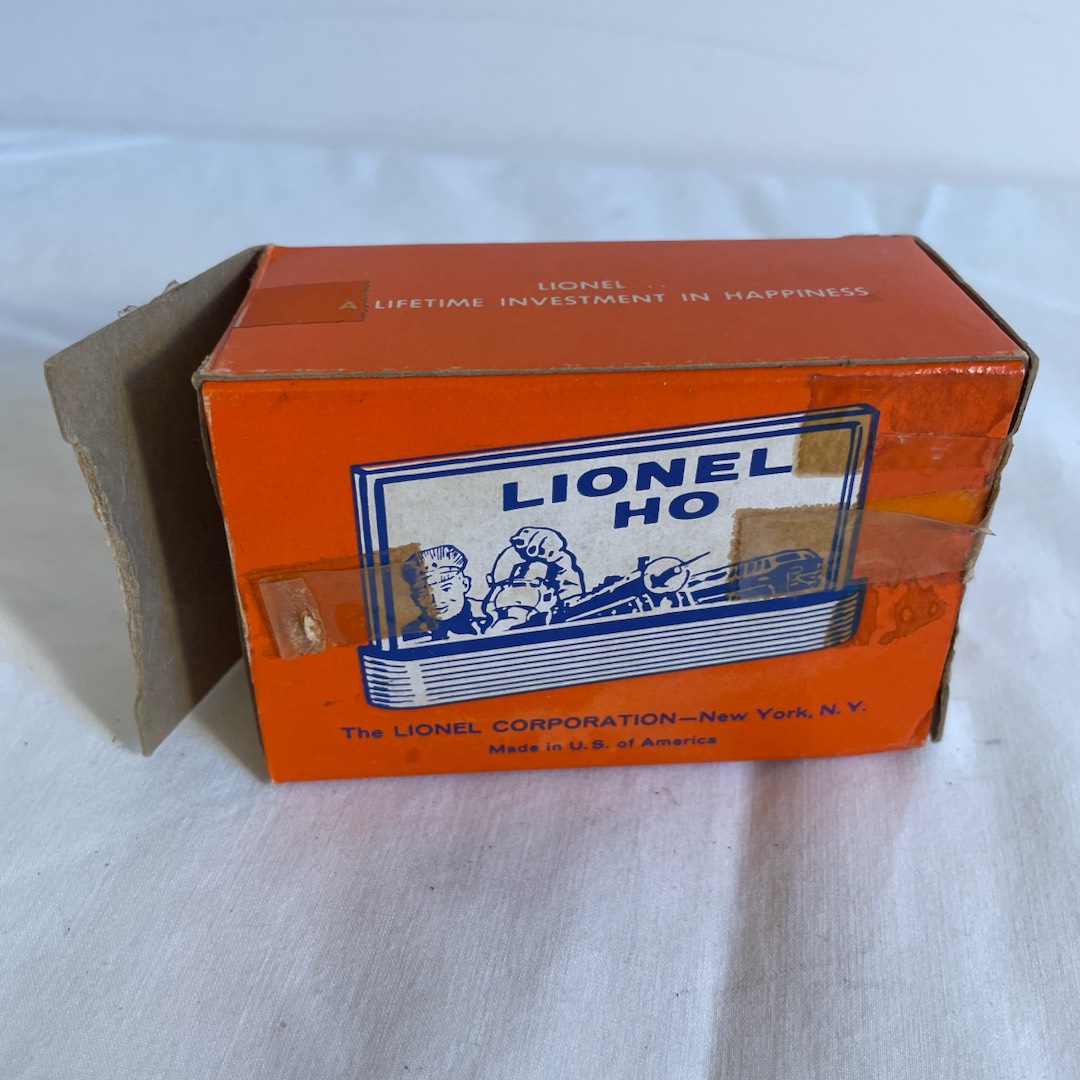 LIONEL
A LIFETIME INVESTMENT IN HAPPINESS
LIONEL
HO
The LIONEL CORPORATION—New York, N. Y.
Made in U.S. of America